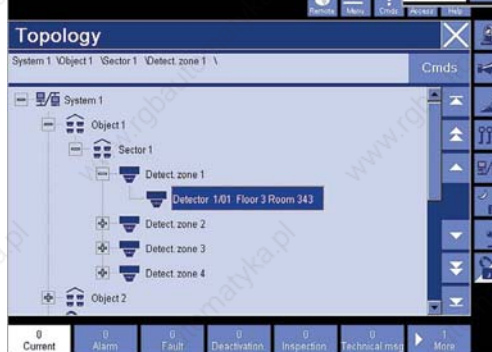 Remote Menu Cmds Access Help
Topology
System 1 \Object 1 \Sector 1 \Detect. zone 1 \
Cmds
System 1
Object 1
Sector 1
Detect. zone 1
Detector 1/01 Floor 3 Room 343
Detect. zone 2
Detect. zone 3
Detect. zone 4
Object 2
0 0 0 0 0 0 1
Current Alarm Fault Deactivation Inspection Technical msg More